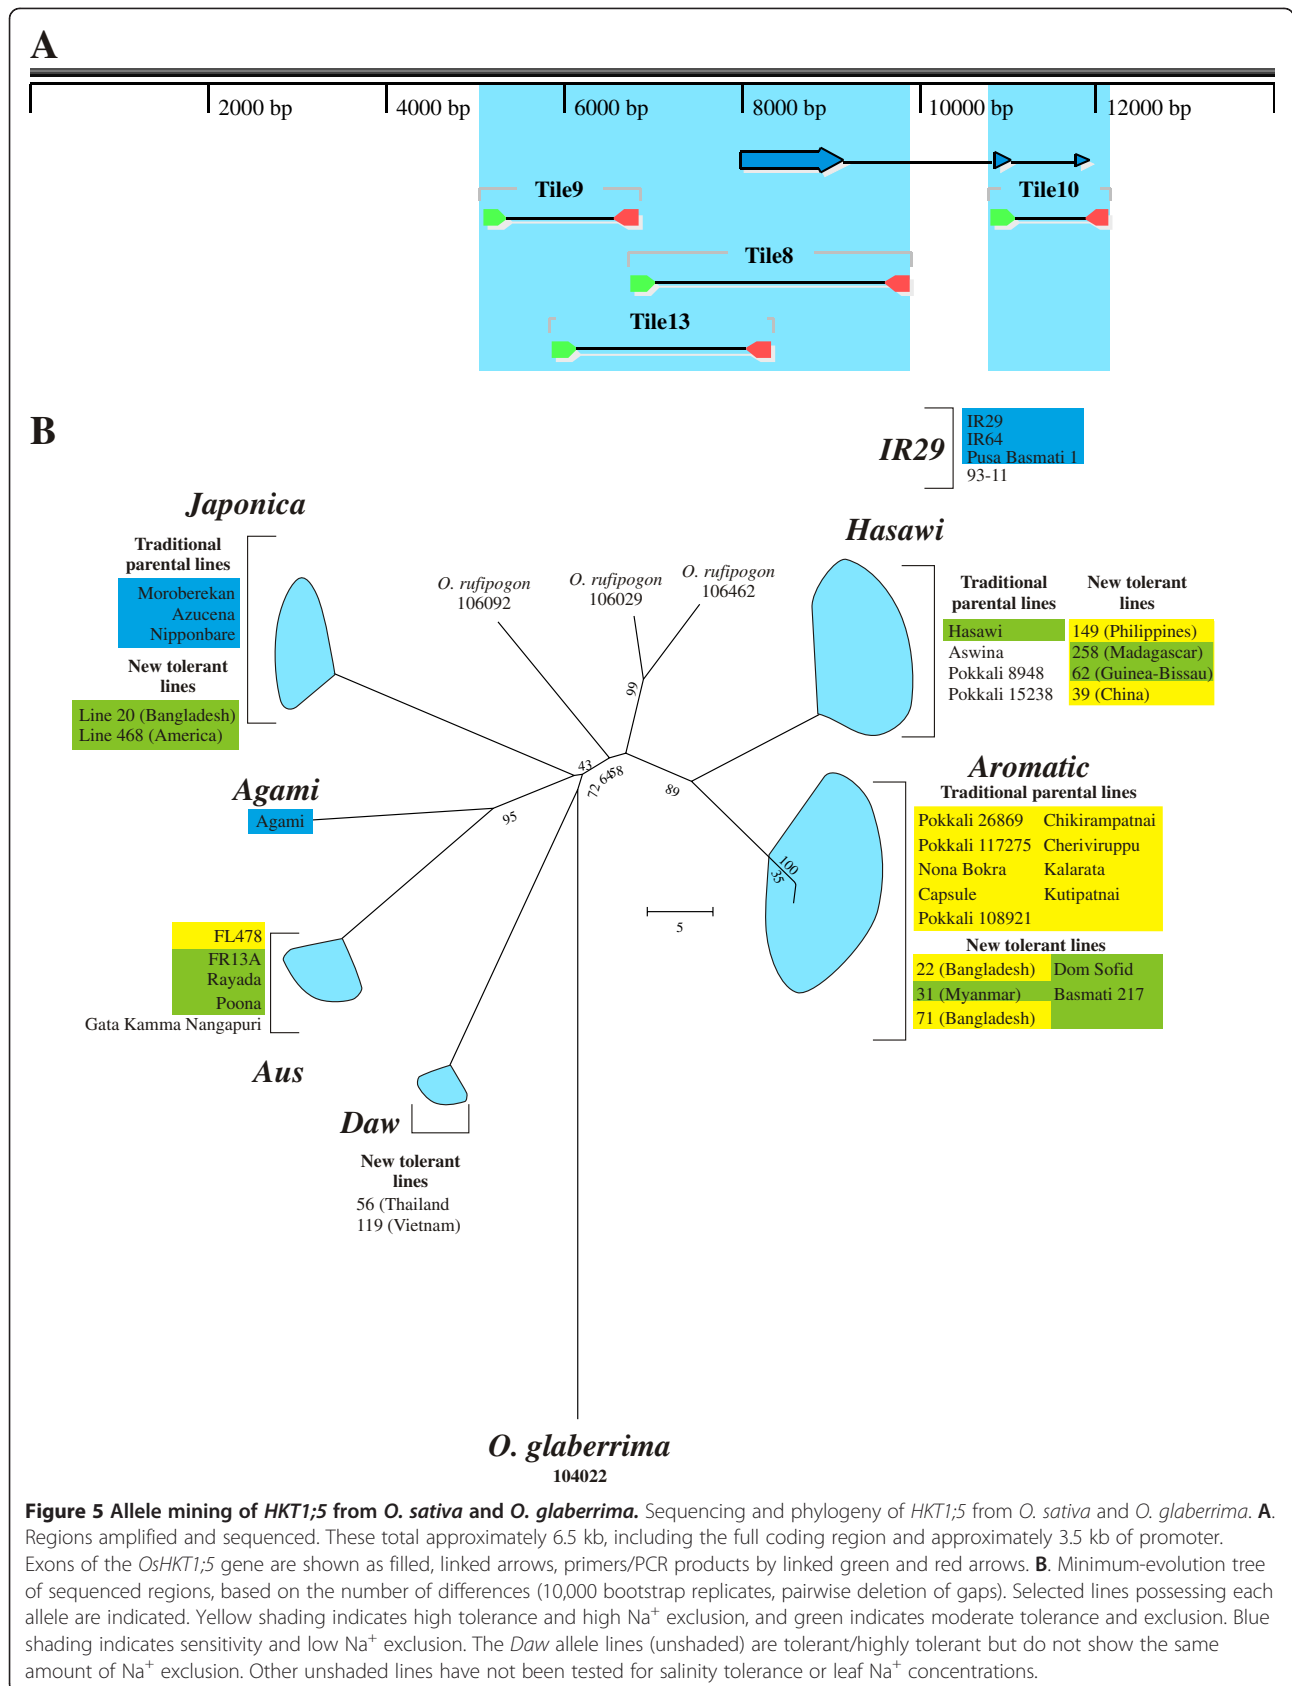 A
2000 bp
4000 bp
6000 bp
8000 bp
10000 bp
12000 bp
Tile9
Tile10
Tile8
Tile13
B
IR29
IR29
IR64
Pusa Basmati 1
93-11
Japonica
Traditional
parental lines
Moroberekan
Azucena
Nipponbare
New tolerant
lines
Line 20 (Bangladesh)
Line 468 (America)
O. rufipogon
106092
O. rufipogon
106029
O. rufipogon
106462
Hasawi
Traditional
parental lines
Hasawi
Aswina
Pokkali 8948
Pokkali 15238
New tolerant
lines
149 (Philippines)
258 (Madagascar)
62 (Guinea-Bissau)
39 (China)
99
43
72
64
58
89
95
100
35
5
Agami
Agami
Aromatic
Traditional parental lines
Pokkali 26869 Chikirampatnai
Pokkali 117275 Cheriviruppu
Nona Bokra Kalarata
Capsule Kutipatnai
Pokkali 108921
New tolerant lines
22 (Bangladesh) Dom Sofid
31 (Myanmar) Basmati 217
71 (Bangladesh)
FL478
FR13A
Rayada
Poona
Gata Kamma Nangapuri
Aus
Daw
New tolerant
lines
56 (Thailand
119 (Vietnam)
O. glaberrima
104022
Figure 5 Allele mining of HKT1;5 from O. sativa and O. glaberrima. Sequencing and phylogeny of HKT1;5 from O. sativa and O. glaberrima. A.
Regions amplified and sequenced. These total approximately 6.5 kb, including the full coding region and approximately 3.5 kb of promoter.
Exons of the OsHKT1;5 gene are shown as filled, linked arrows, primers/PCR products by linked green and red arrows. B. Minimum-evolution tree
of sequenced regions, based on the number of differences (10,000 bootstrap replicates, pairwise deletion of gaps). Selected lines possessing each
allele are indicated. Yellow shading indicates high tolerance and high Na⁺ exclusion, and green indicates moderate tolerance and exclusion. Blue
shading indicates sensitivity and low Na⁺ exclusion. The Daw allele lines (unshaded) are tolerant/highly tolerant but do not show the same
amount of Na⁺ exclusion. Other unshaded lines have not been tested for salinity tolerance or leaf Na⁺ concentrations.